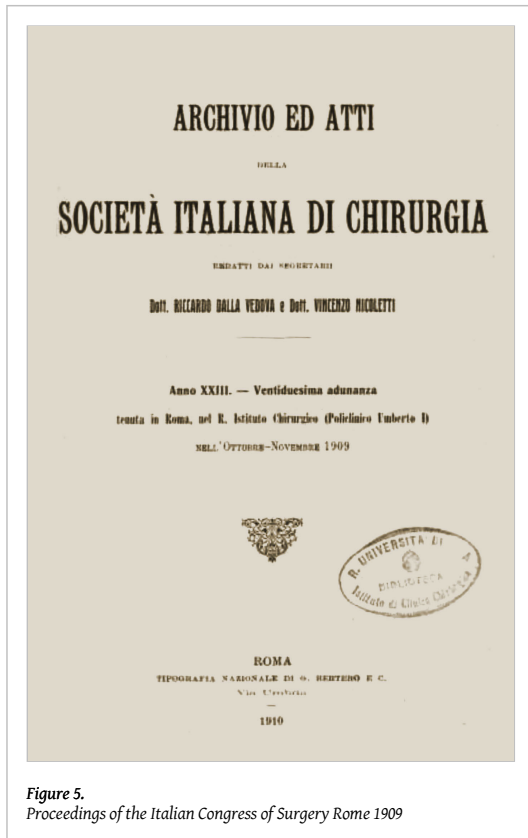 ARCHIVIO ED ATTI
DELLA
SOCIETÀ ITALIANA DI CHIRURGIA
REDATTI DAI SEGRETARII
Dott. RICCARDO DALLA VEDOVA e Dott. VINCENZO NICOLETTI
Anno XXIII. — Ventiduesima adunanza
tenuta in Roma, nel R. Istituto Chirurgico (Policlinico Umberto I)
NELL'OTTOBRE-NOVEMBRE 1909
R. UNIVERSITÀ DI A
BIBLIOTECA
Istituto di Clinica
ROMA
TIPOGRAFIA NAZIONALE DI G. BERTERO E C.
Via Umbria
1910
Figure 5.
Proceedings of the Italian Congress of Surgery Rome 1909